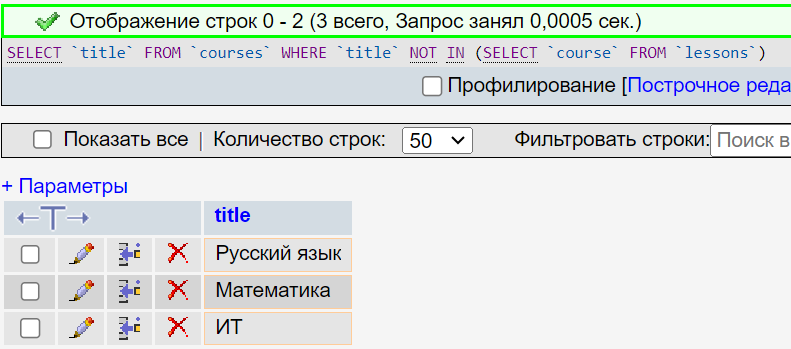 Отображение строк 0 - 2 (3 всего, Запрос занял 0,0005 сек.)
SELECT `title` FROM `courses` WHERE `title` NOT IN (SELECT `course` FROM `lessons`)
Профилирование [Построчное реда
Показать все | Количество строк: 50 Фильтровать строки: Поиск в
+ Параметры
←T→ title
Русский язык
Математика
ИТ